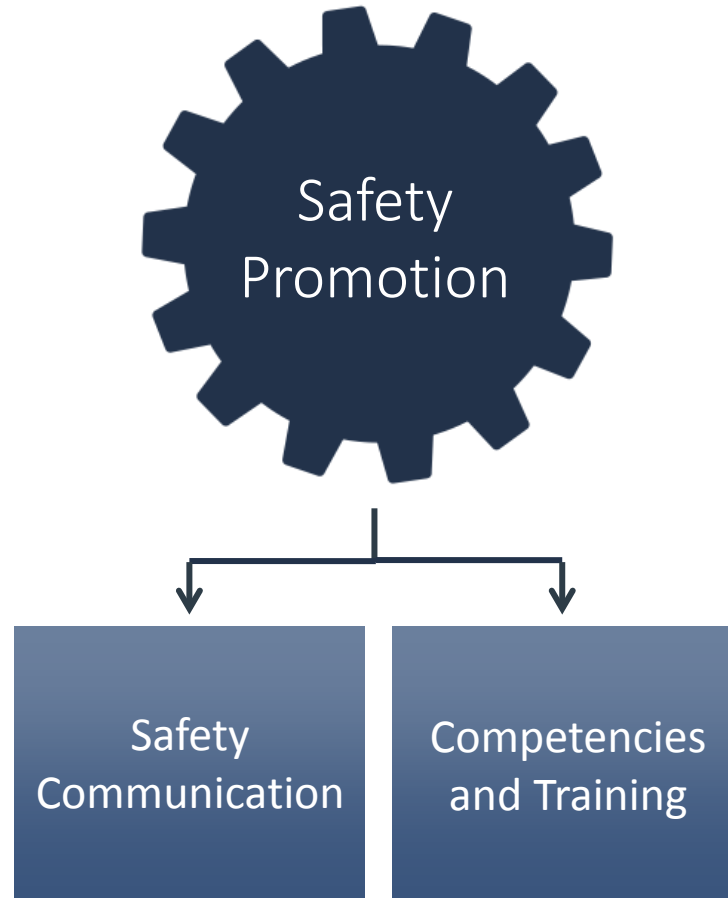 Safety
Promotion
Safety
Communication
Competencies
and Training